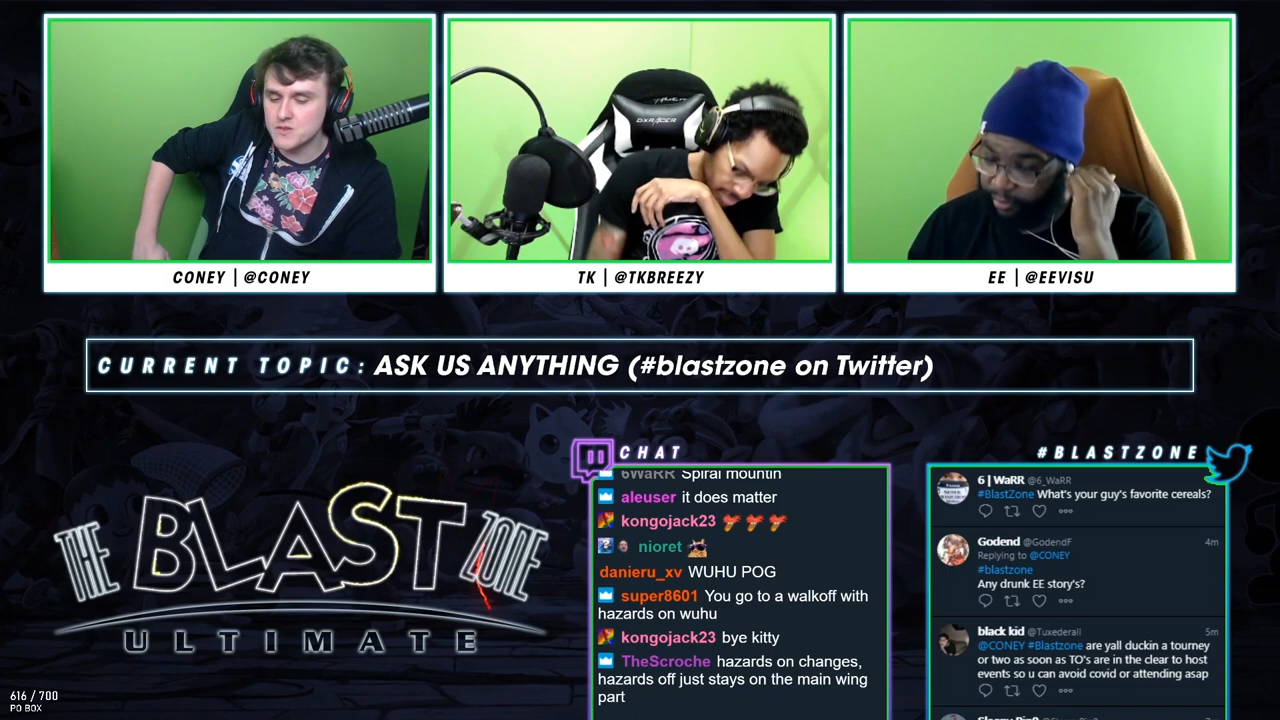 DXRACER
CONEY | @CONEY
TK | @TKBREEZY
EE | @EEVISU
CURRENT TOPIC: ASK US ANYTHING (#blastzone on Twitter)
THE BLAST ZONE
ULTIMATE
616 / 700
PO BOX
CHAT
6WaRR Spiral mountin
aleuser it does matter
kongojack23
nioret
danieru_xv WUHU POG
super8601 You go to a walkoff with
hazards on wuhu
kongojack23 bye kitty
TheScroche hazards on changes,
hazards off just stays on the main wing
part
#BLASTZONE
6 | WaRR @6_WaRR
#BlastZone What's your guy's favorite cereals?
Godend @GodendF 4m
Replying to @CONEY
#blastzone
Any drunk EE story's?
black kid @Tuxederall 5m
@CONEY #Blastzone are yall duckin a tourney
or two as soon as TO's are in the clear to host
events so u can avoid covid or attending asap